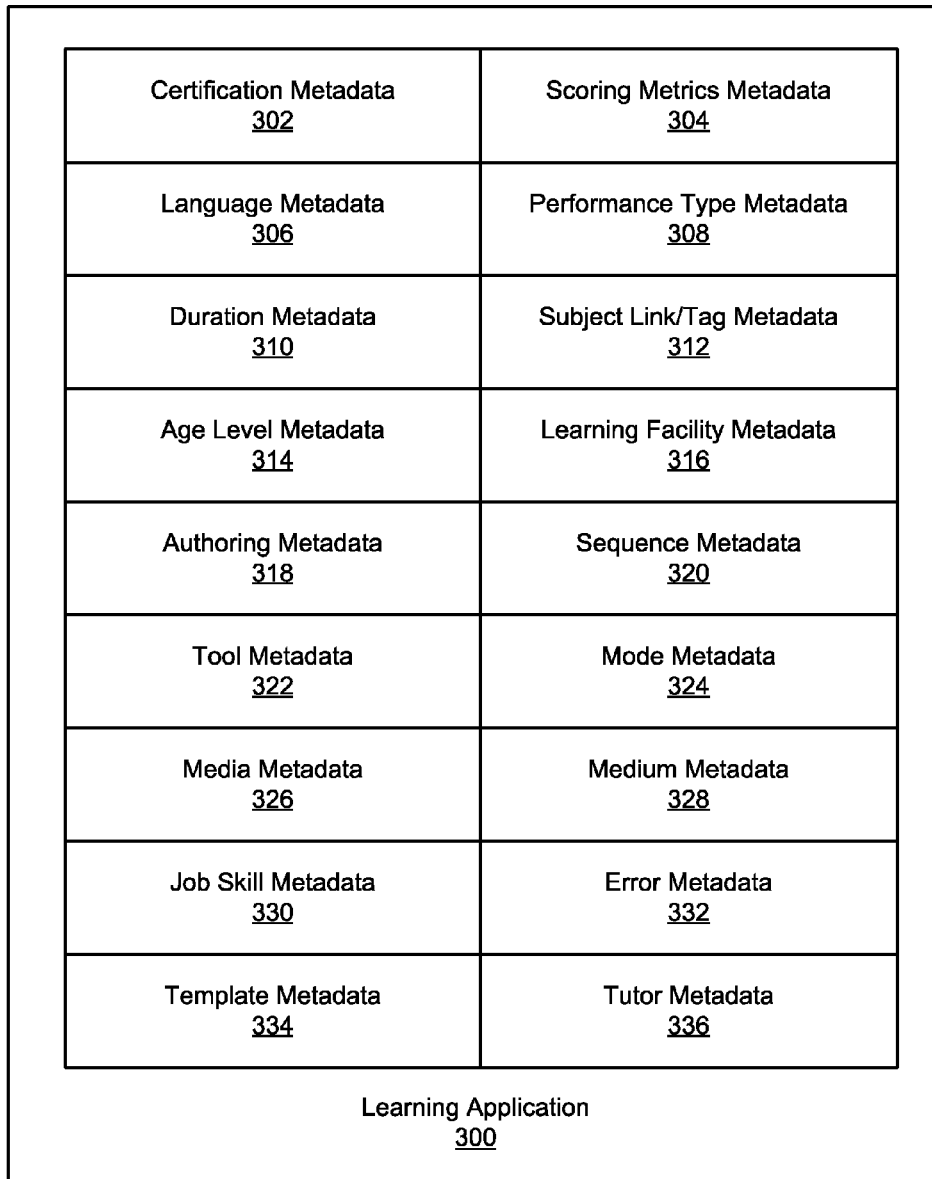 Certification Metadata
302
Scoring Metrics Metadata
304
Language Metadata
306
Performance Type Metadata
308
Duration Metadata
310
Subject Link/Tag Metadata
312
Age Level Metadata
314
Learning Facility Metadata
316
Authoring Metadata
318
Sequence Metadata
320
Tool Metadata
322
Mode Metadata
324
Media Metadata
326
Medium Metadata
328
Job Skill Metadata
330
Error Metadata
332
Template Metadata
334
Tutor Metadata
336
Learning Application
300